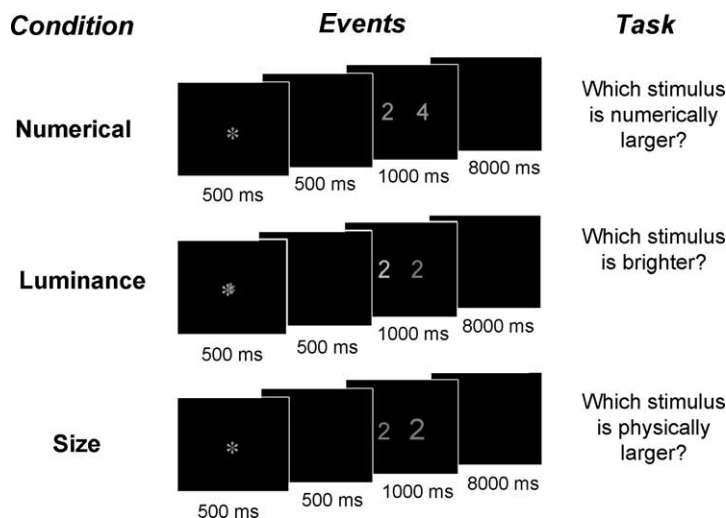 Condition Events Task
Numerical
*
2 4
500 ms 500 ms 1000 ms 8000 ms
Which stimulus
is numerically
larger?
Luminance
*
2 2
500 ms 500 ms 1000 ms 8000 ms
Which stimulus
is brighter?
Size
*
2 2
500 ms 500 ms 1000 ms 8000 ms
Which stimulus
is physically
larger?